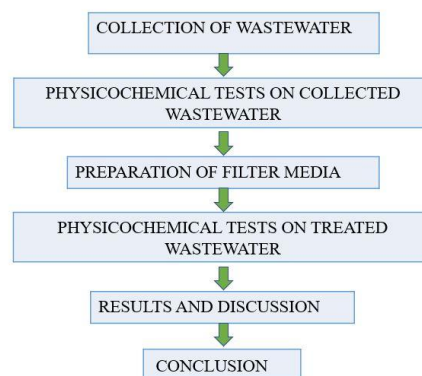 COLLECTION OF WASTEWATER
PHYSICOCHEMICAL TESTS ON COLLECTED
WASTEWATER
PREPARATION OF FILTER MEDIA
PHYSICOCHEMICAL TESTS ON TREATED
WASTEWATER
RESULTS AND DISCUSSION
CONCLUSION